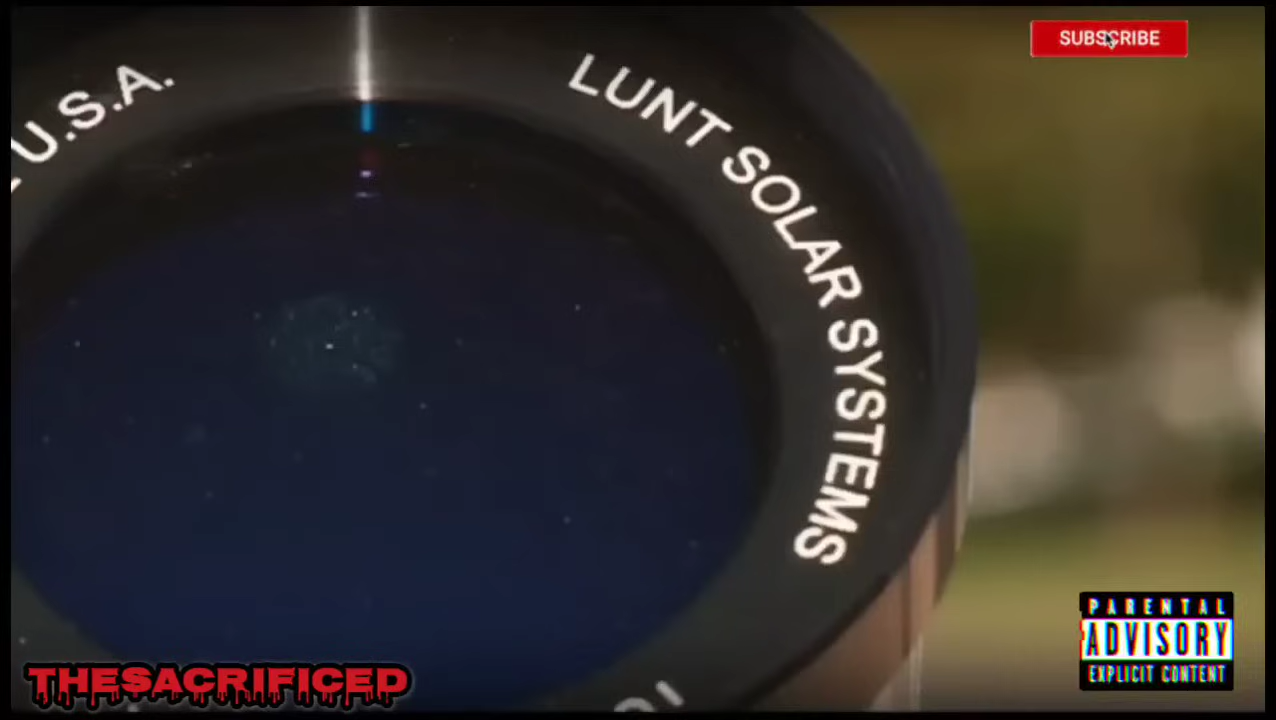 U.S.A.
LUNT SOLAR SYSTEMS
SUBSCRIBE
THESACRIFICED
PARENTAL
ADVISORY
EXPLICIT CONTENT